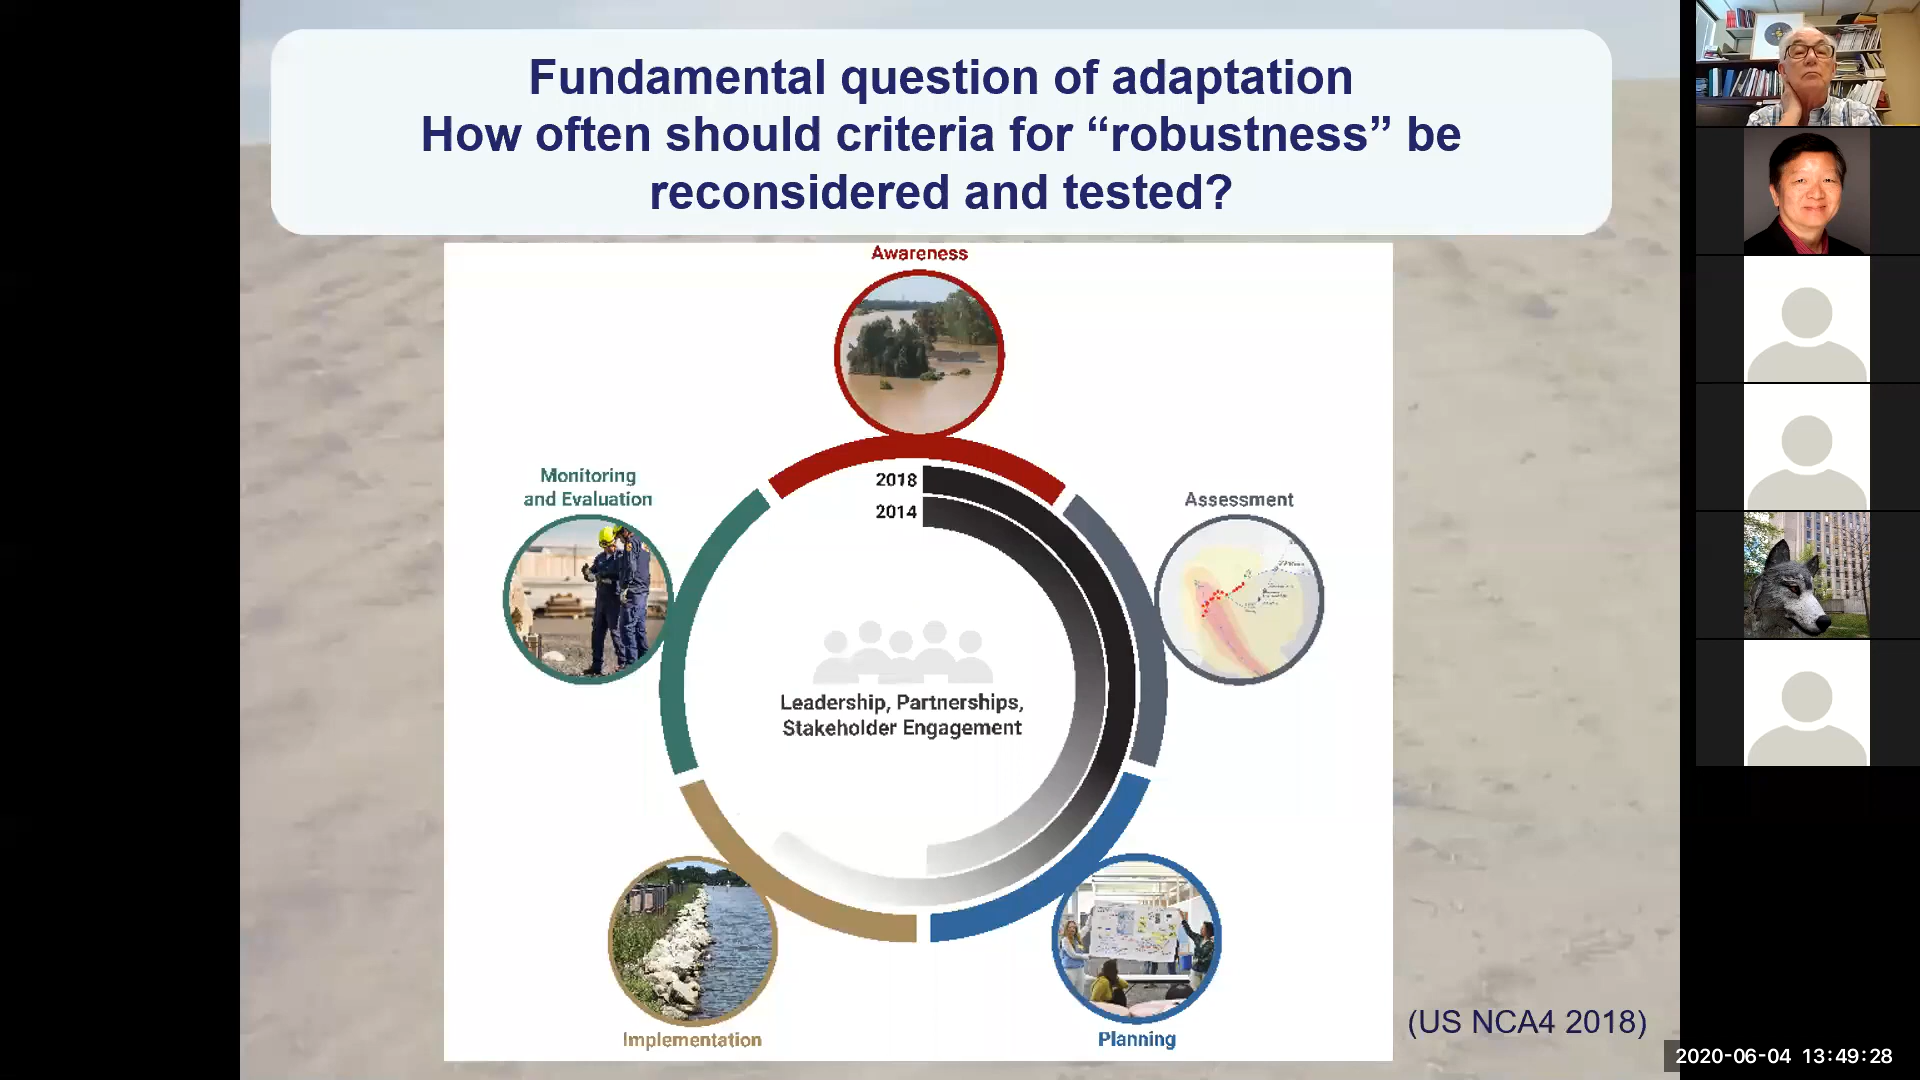 Fundamental question of adaptation
How often should criteria for “robustness” be
reconsidered and tested?
Awareness
2018
2014
Monitoring
and Evaluation
Assessment
Leadership, Partnerships,
Stakeholder Engagement
Implementation
Planning
(US NCA4 2018)
2020-06-04 13:49:28